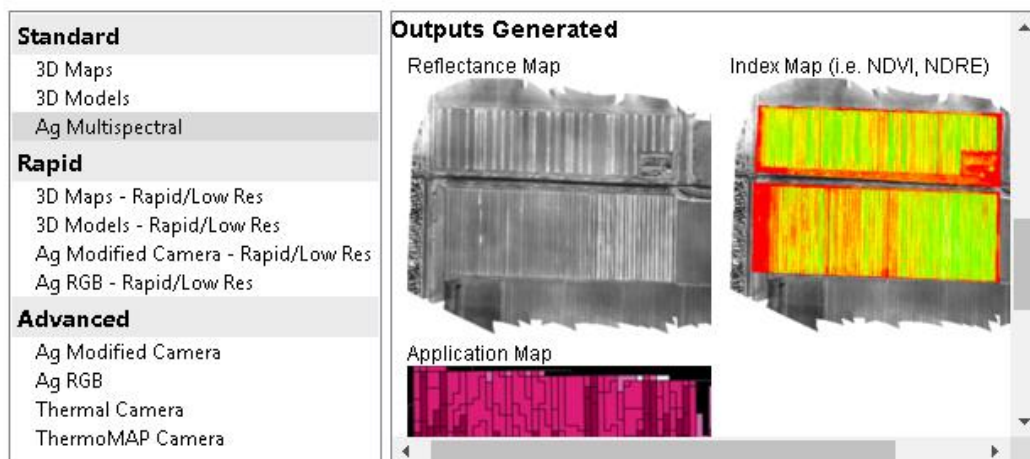 Standard
3D Maps
3D Models
Ag Multispectral
Rapid
3D Maps - Rapid/Low Res
3D Models - Rapid/Low Res
Ag Modified Camera - Rapid/Low Res
Ag RGB - Rapid/Low Res
Advanced
Ag Modified Camera
Ag RGB
Thermal Camera
ThermoMAP Camera
Outputs Generated
Reflectance Map
Index Map (i.e. NDVI, NDRE)
Application Map